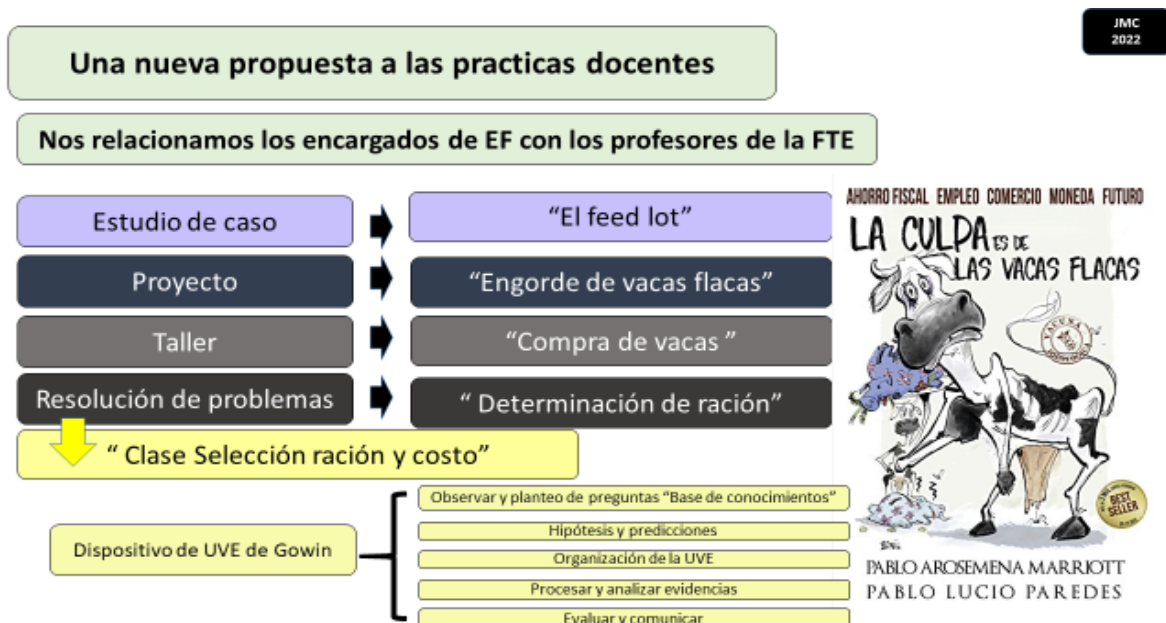 JMC
2022
Una nueva propuesta a las practicas docentes
Nos relacionamos los encargados de EF con los profesores de la FTE
Estudio de caso
“El feed lot”
Proyecto
“Engorde de vacas flacas”
Taller
“Compra de vacas ”
Resolución de problemas
“ Determinación de ración”
“ Clase Selección ración y costo”
Dispositivo de UVE de Gowin
Observar y planteo de preguntas “Base de conocimientos”
Hipótesis y predicciones
Organización de la UVE
Procesar y analizar evidencias
Evaluar y comunicar
AHORRO FISCAL EMPLEO COMERCIO MONEDA FUTURO
LA CULPA ES DE
LAS VACAS FLACAS
BEST
SELLER
PABLO AROSEMENA MARRIOTT
PABLO LUCIO PAREDES